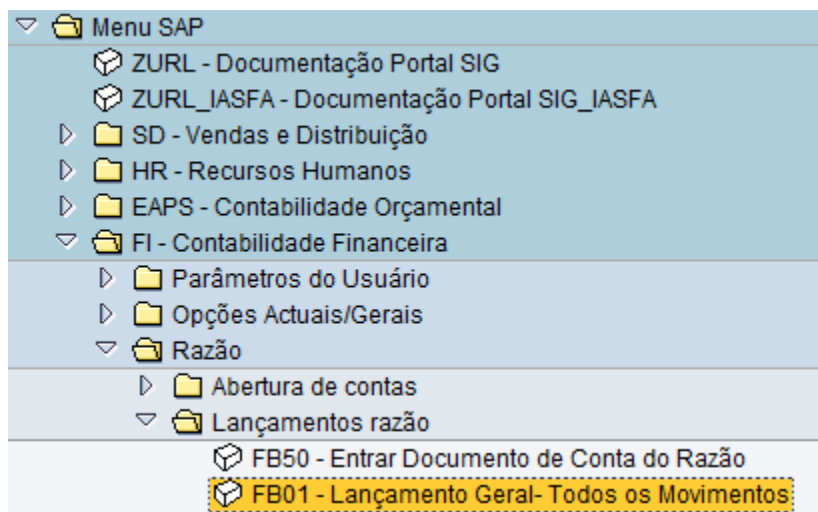 Menu SAP
ZURL - Documentação Portal SIG
ZURL_IASFA - Documentação Portal SIG_IASFA
SD - Vendas e Distribuição
HR - Recursos Humanos
EAPS - Contabilidade Orçamental
FI - Contabilidade Financeira
Parâmetros do Usuário
Opções Actuais/Gerais
Razão
Abertura de contas
Lançamentos razão
FB50 - Entrar Documento de Conta do Razão
FB01 - Lançamento Geral- Todos os Movimentos